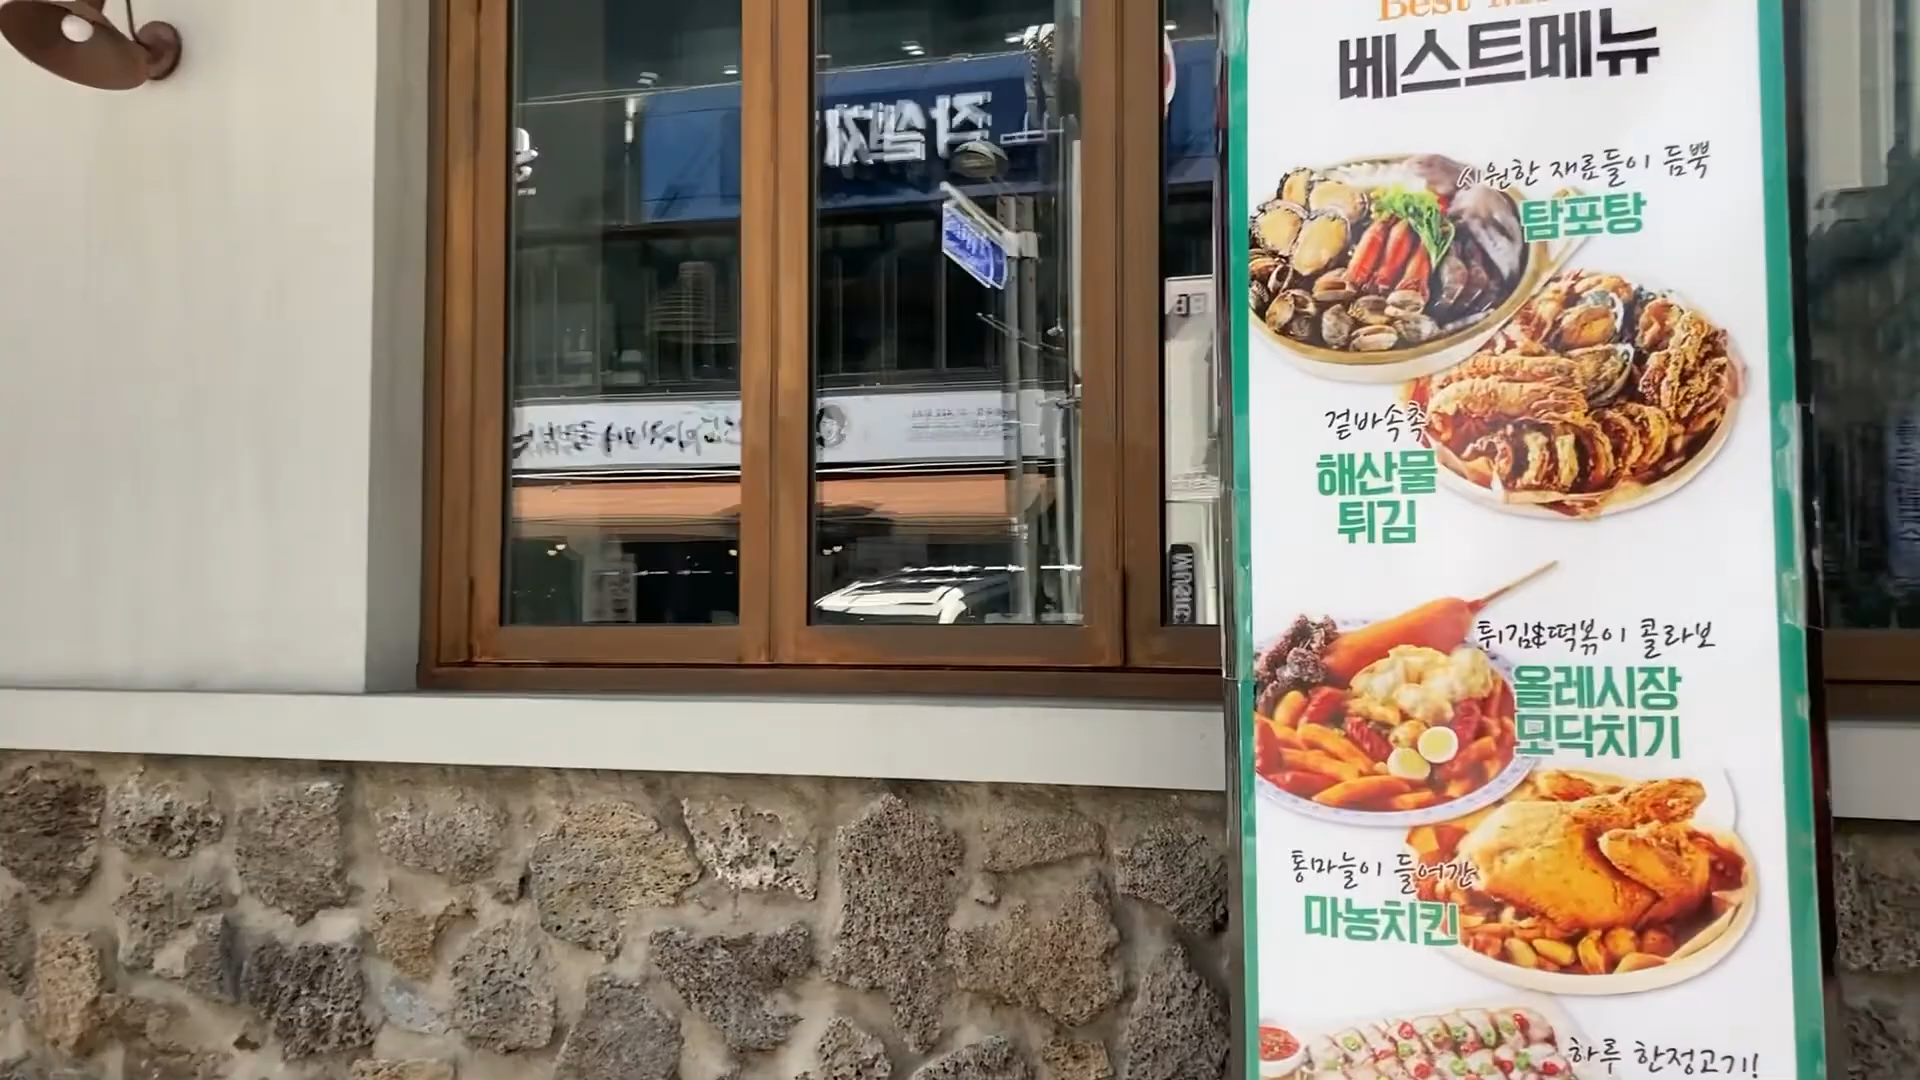 Best
베스트메뉴
시원한 재료들이 듬뿍
탐포탕
겉바속촉
해산물
튀김
튀김&떡볶이 콜라보
올레시장
모닥치기
통마늘이 들어간
마농치킨
하루 한정고기!
MUSIC